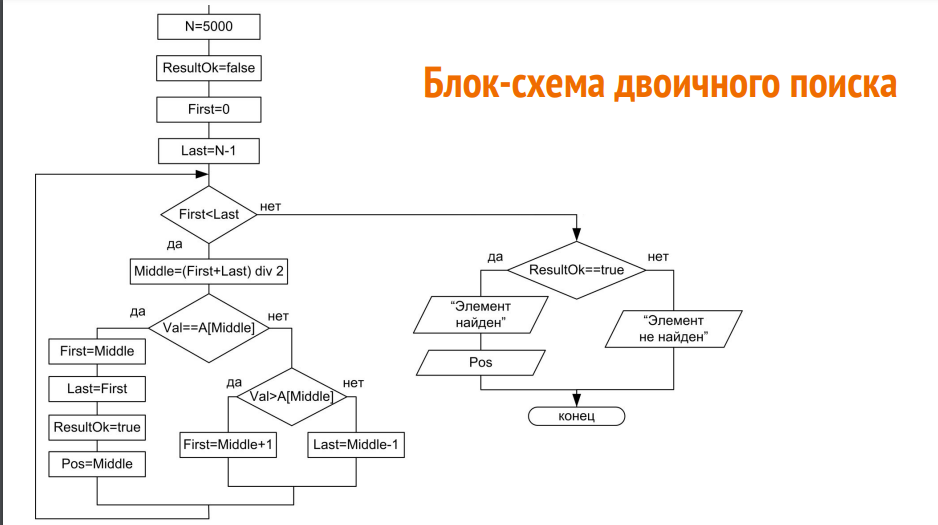 Блок-схема двоичного поиска
N=5000
ResultOk=false
First=0
Last=N-1
First<Last
нет
да
Middle=(First+Last) div 2
Val==A[Middle]
да
нет
First=Middle
Last=First
ResultOk=true
Pos=Middle
Val>A[Middle]
да
нет
First=Middle+1
Last=Middle-1
ResultOk==true
да
нет
“Элемент
найден”
Pos
“Элемент
не найден”
конец